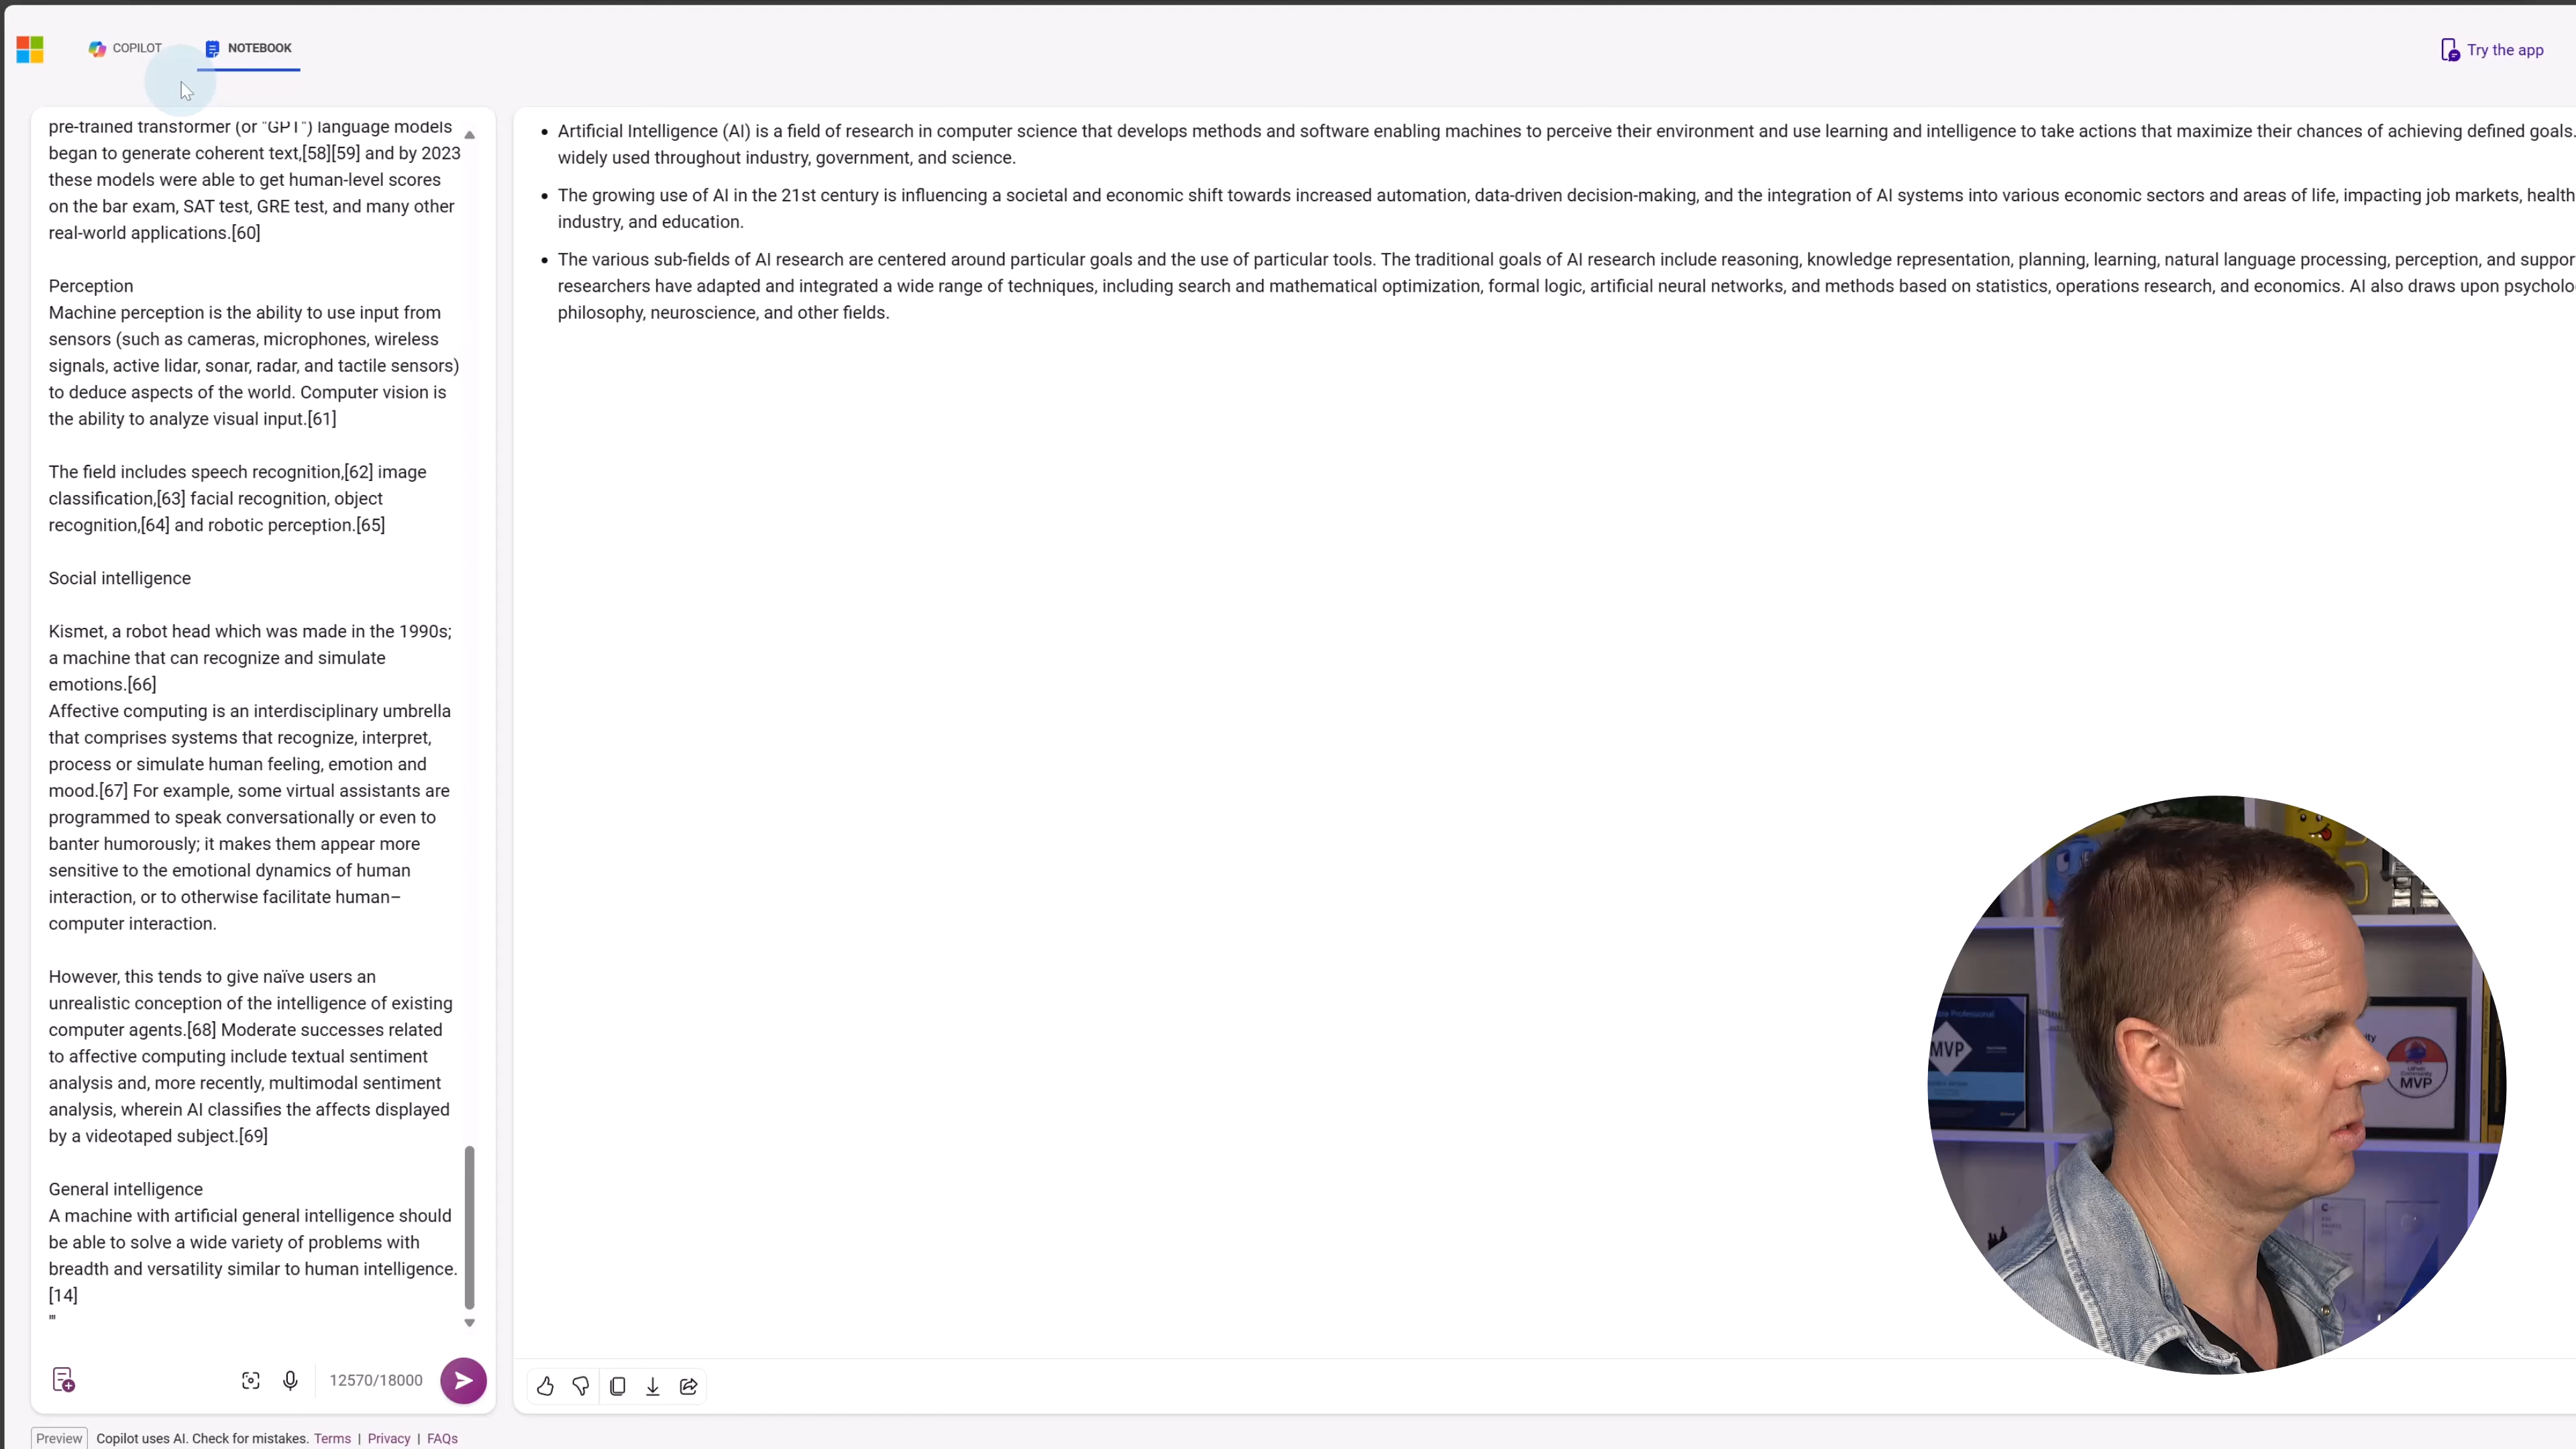 COPILOT
NOTEBOOK
Try the app
pre-trained transformer (or "GPT") language models
began to generate coherent text,[58][59] and by 2023
these models were able to get human-level scores
on the bar exam, SAT test, GRE test, and many other
real-world applications.[60]
Perception
Machine perception is the ability to use input from
sensors (such as cameras, microphones, wireless
signals, active lidar, sonar, radar, and tactile sensors)
to deduce aspects of the world. Computer vision is
the ability to analyze visual input.[61]
The field includes speech recognition,[62] image
classification,[63] facial recognition, object
recognition,[64] and robotic perception.[65]
Social intelligence
Kismet, a robot head which was made in the 1990s;
a machine that can recognize and simulate
emotions.[66]
Affective computing is an interdisciplinary umbrella
that comprises systems that recognize, interpret,
process or simulate human feeling, emotion and
mood.[67] For example, some virtual assistants are
programmed to speak conversationally or even to
banter humorously; it makes them appear more
sensitive to the emotional dynamics of human
interaction, or to otherwise facilitate human–
computer interaction.
However, this tends to give naïve users an
unrealistic conception of the intelligence of existing
computer agents.[68] Moderate successes related
to affective computing include textual sentiment
analysis and, more recently, multimodal sentiment
analysis, wherein AI classifies the affects displayed
by a videotaped subject.[69]
General intelligence
A machine with artificial general intelligence should
be able to solve a wide variety of problems with
breadth and versatility similar to human intelligence.
[14]
'''
12570/18000
• Artificial Intelligence (AI) is a field of research in computer science that develops methods and software enabling machines to perceive their environment and use learning and intelligence to take actions that maximize their chances of achieving defined goals.
widely used throughout industry, government, and science.
• The growing use of AI in the 21st century is influencing a societal and economic shift towards increased automation, data-driven decision-making, and the integration of AI systems into various economic sectors and areas of life, impacting job markets, health
industry, and education.
• The various sub-fields of AI research are centered around particular goals and the use of particular tools. The traditional goals of AI research include reasoning, knowledge representation, planning, learning, natural language processing, perception, and suppor
researchers have adapted and integrated a wide range of techniques, including search and mathematical optimization, formal logic, artificial neural networks, and methods based on statistics, operations research, and economics. AI also draws upon psycholo
philosophy, neuroscience, and other fields.
MVP
MVP
Preview
Copilot uses AI. Check for mistakes. Terms | Privacy | FAQs